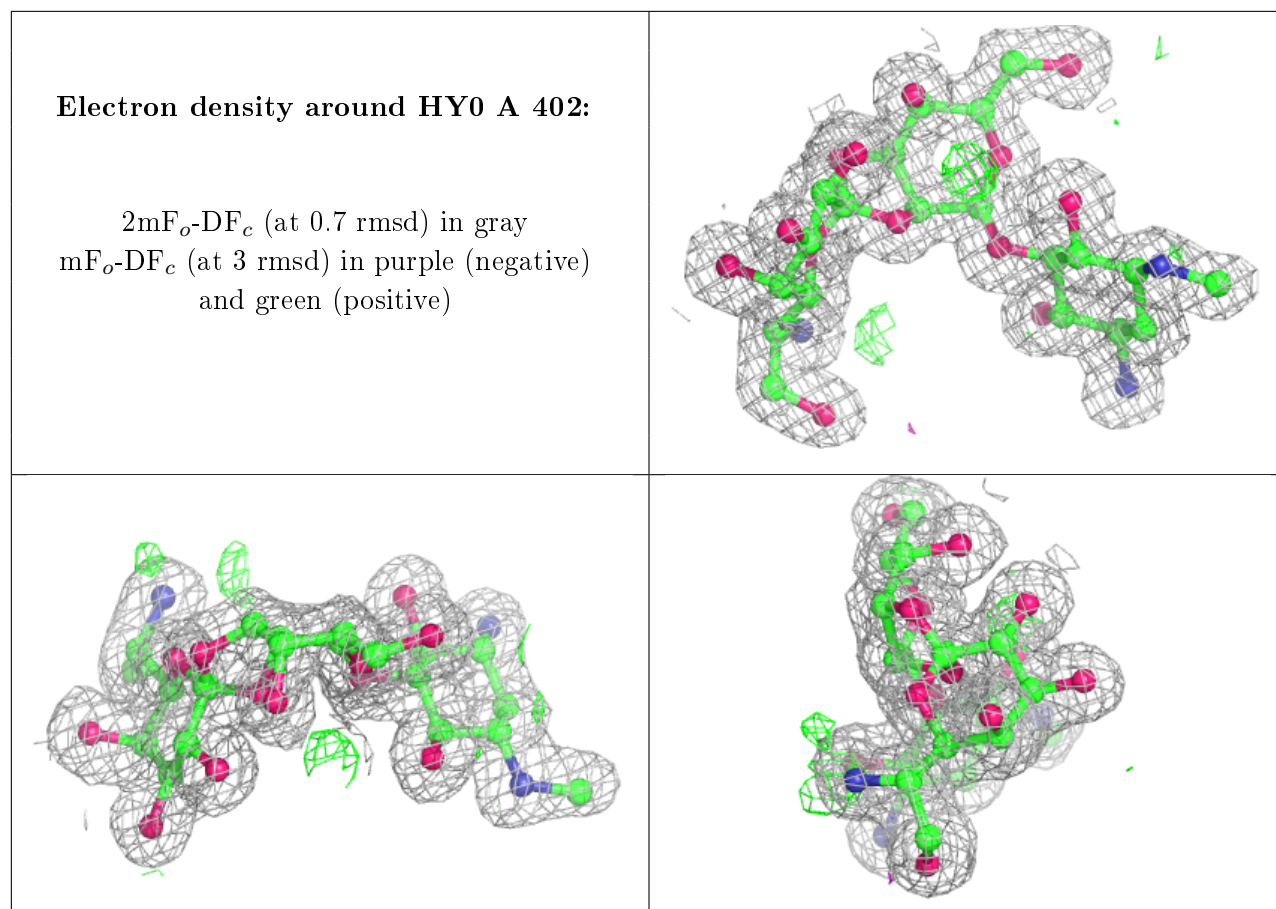 Electron density around HY0 A 402:
2mFₒ-DF𝒸 (at 0.7 rmsd) in gray
mFₒ-DF𝒸 (at 3 rmsd) in purple (negative)
and green (positive)